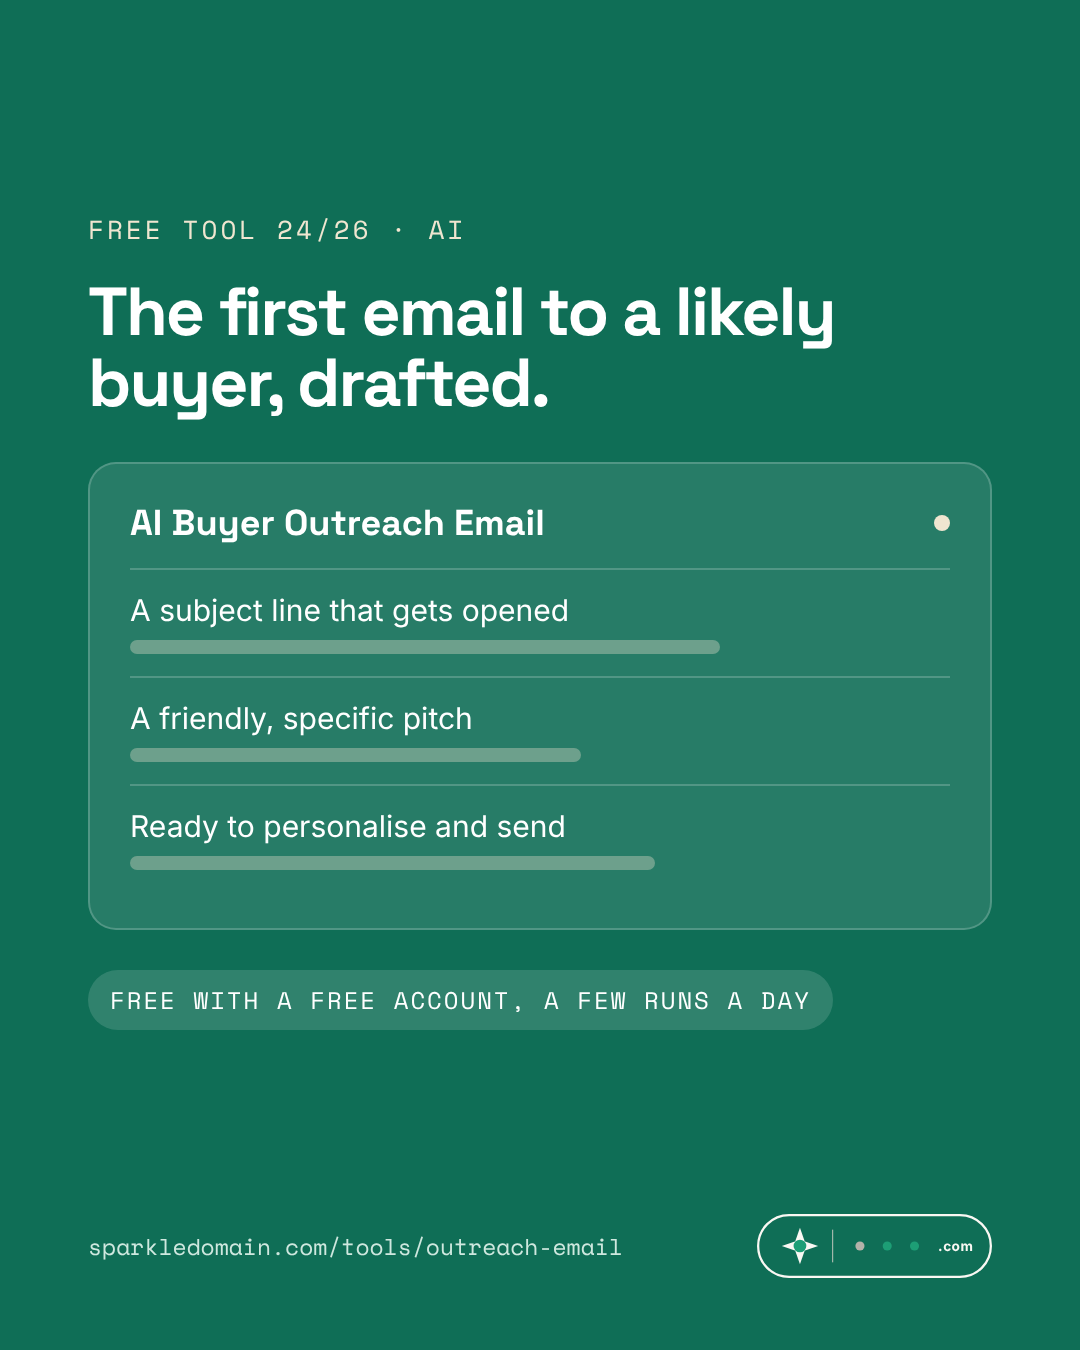 FREE TOOL 24/26 · AI
The first email to a likely
buyer, drafted.
AI Buyer Outreach Email
A subject line that gets opened
A friendly, specific pitch
Ready to personalise and send
FREE WITH A FREE ACCOUNT, A FEW RUNS A DAY
sparkledomain.com/tools/outreach-email
.com